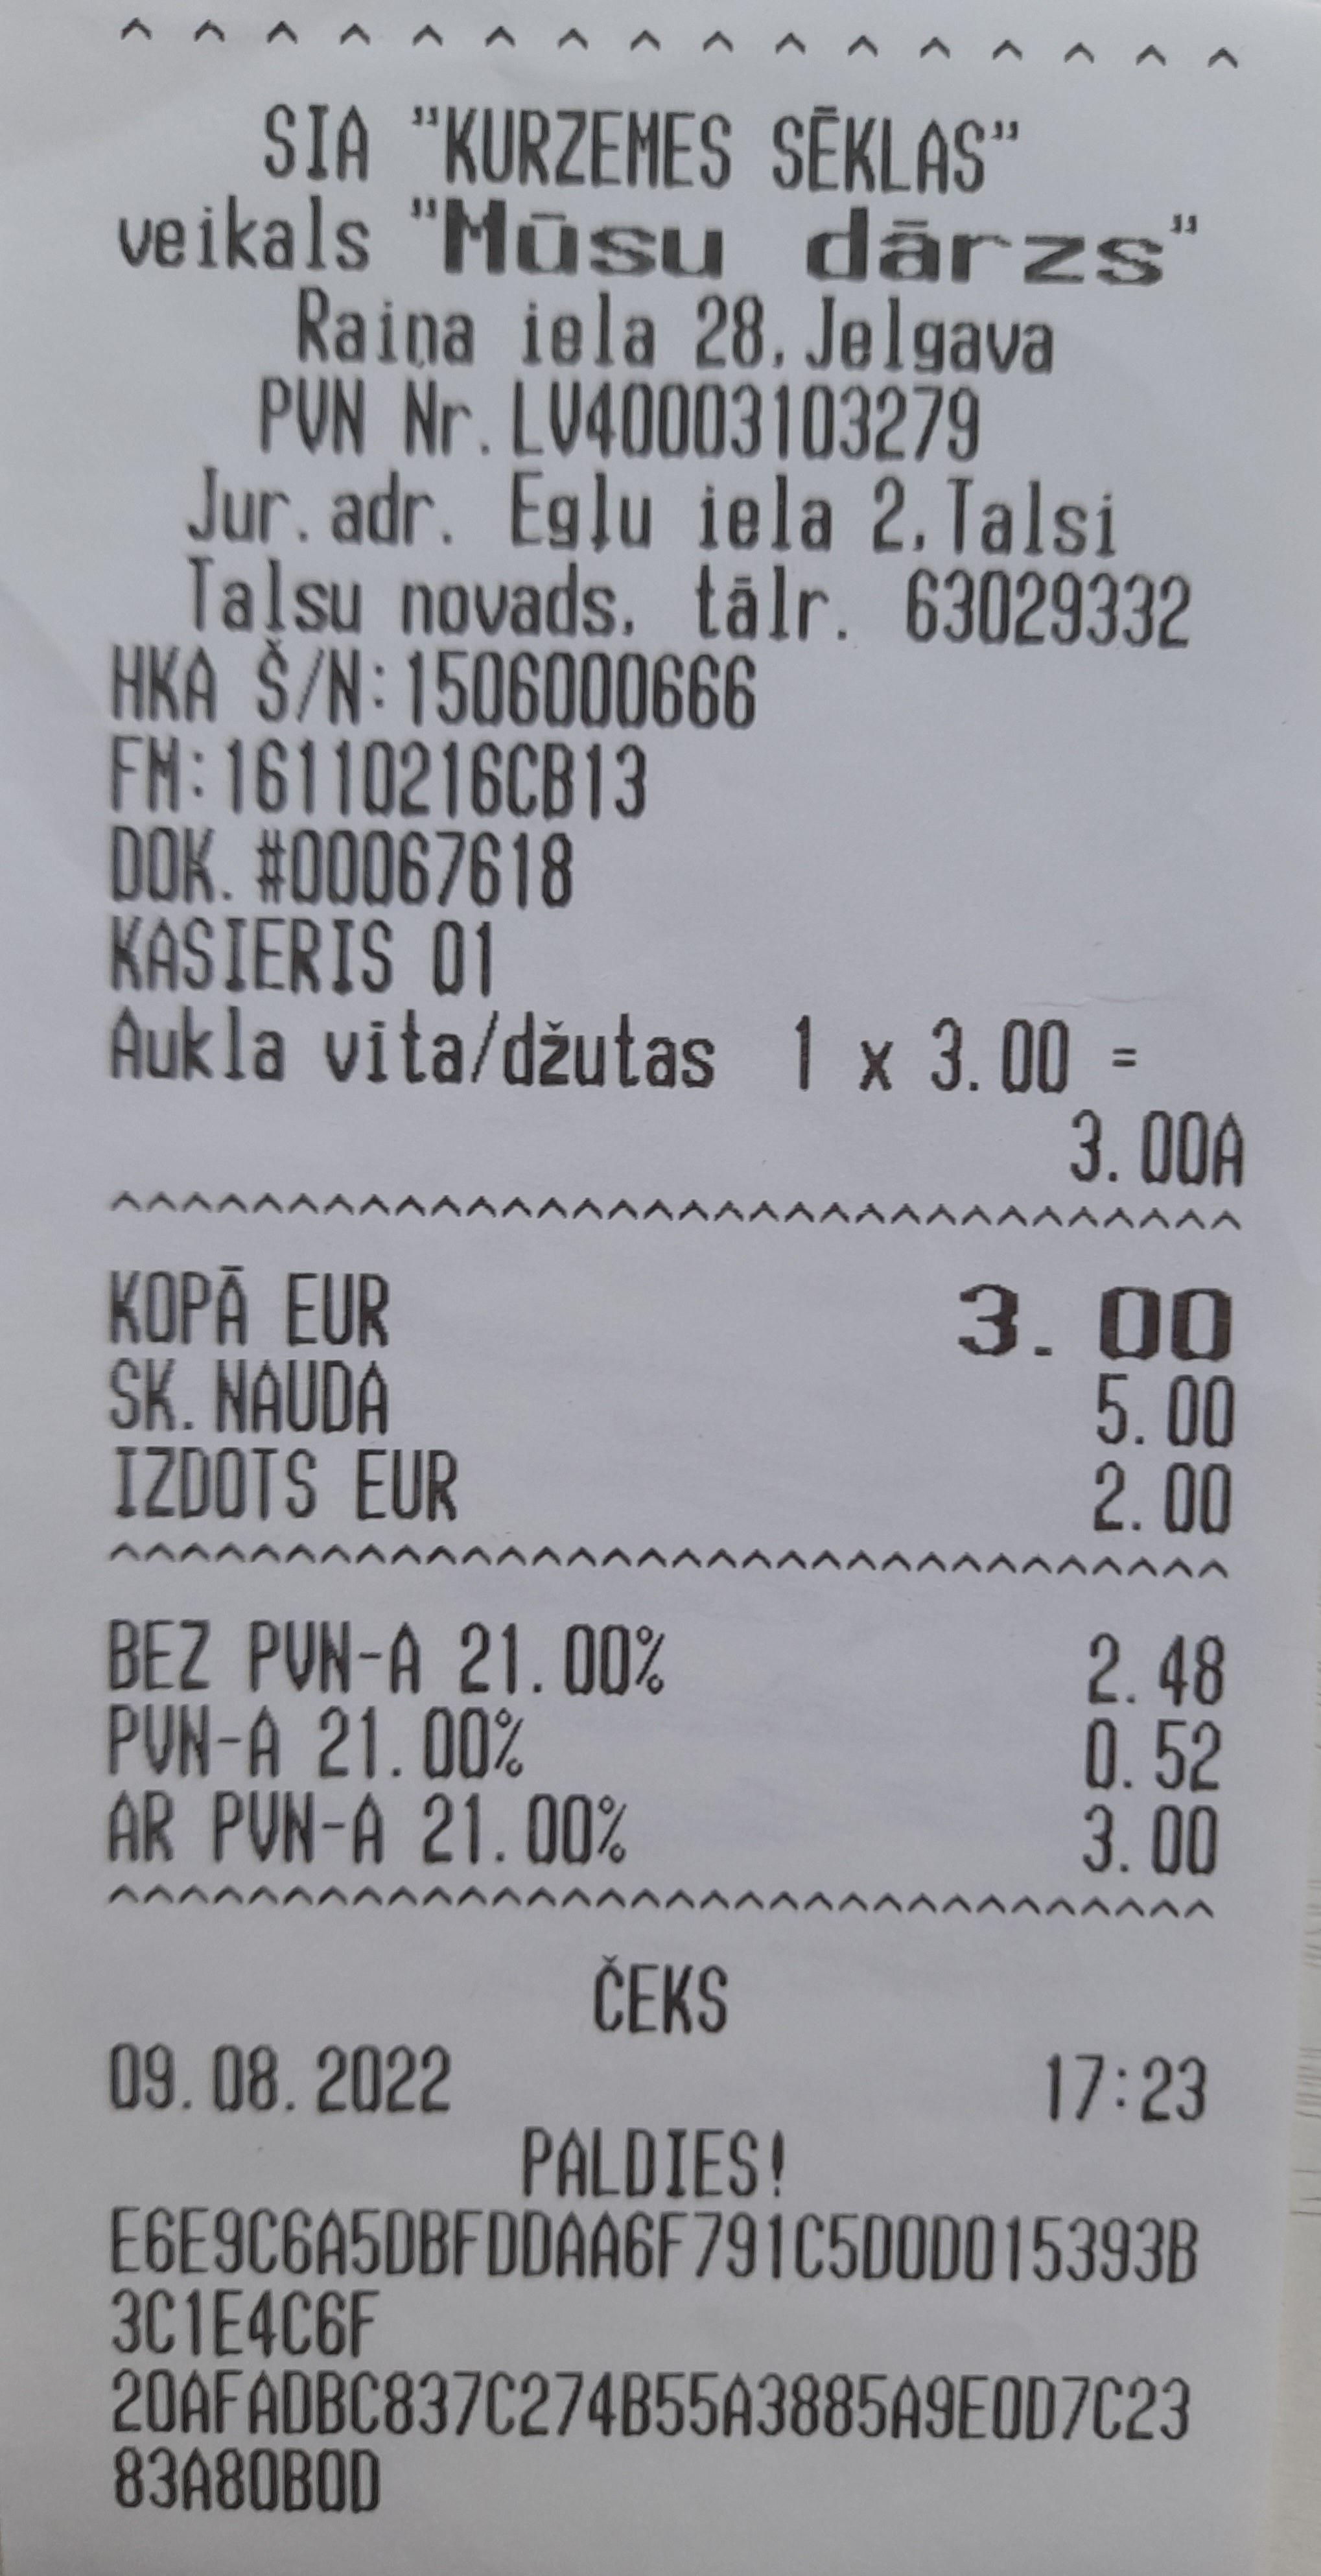 ^ ^ ^ ^ ^ ^ ^ ^ ^ ^ ^ ^ ^ ^ ^ ^
SIA "KURZEMES SĒKLAS"
veikals "Mūsu dārzs"
Raiņa iela 28, Jelgava
PVN Nr. LV40003103279
Jur. adr. Egļu iela 2, Talsi
Talsu novads, tālr. 63029332
HKA Š/N:1506000666
FM:16110216CB13
DOK. #00067618
KASIERIS 01
Aukla vīta/džutas 1 x 3.00 =
3.00A
^^^^^^^^^^^^^^^^^^^^^^^^^^^^^^^^
KOPĀ EUR 3.00
SK. NAUDA 5.00
IZDOTS EUR 2.00
^^^^^^^^^^^^^^^^^^^^^^^^^^^^^^^^
BEZ PVN-A 21.00% 2.48
PVN-A 21.00% 0.52
AR PVN-A 21.00% 3.00
^^^^^^^^^^^^^^^^^^^^^^^^^^^^^^^^
ČEKS
09.08.2022 17:23
PALDIES!
E6E9C6A5DBFDDAA6F791C5D0D015393B
3C1E4C6F
20AFADBC837C274B55A3885A9E0D7C23
83A80B0D